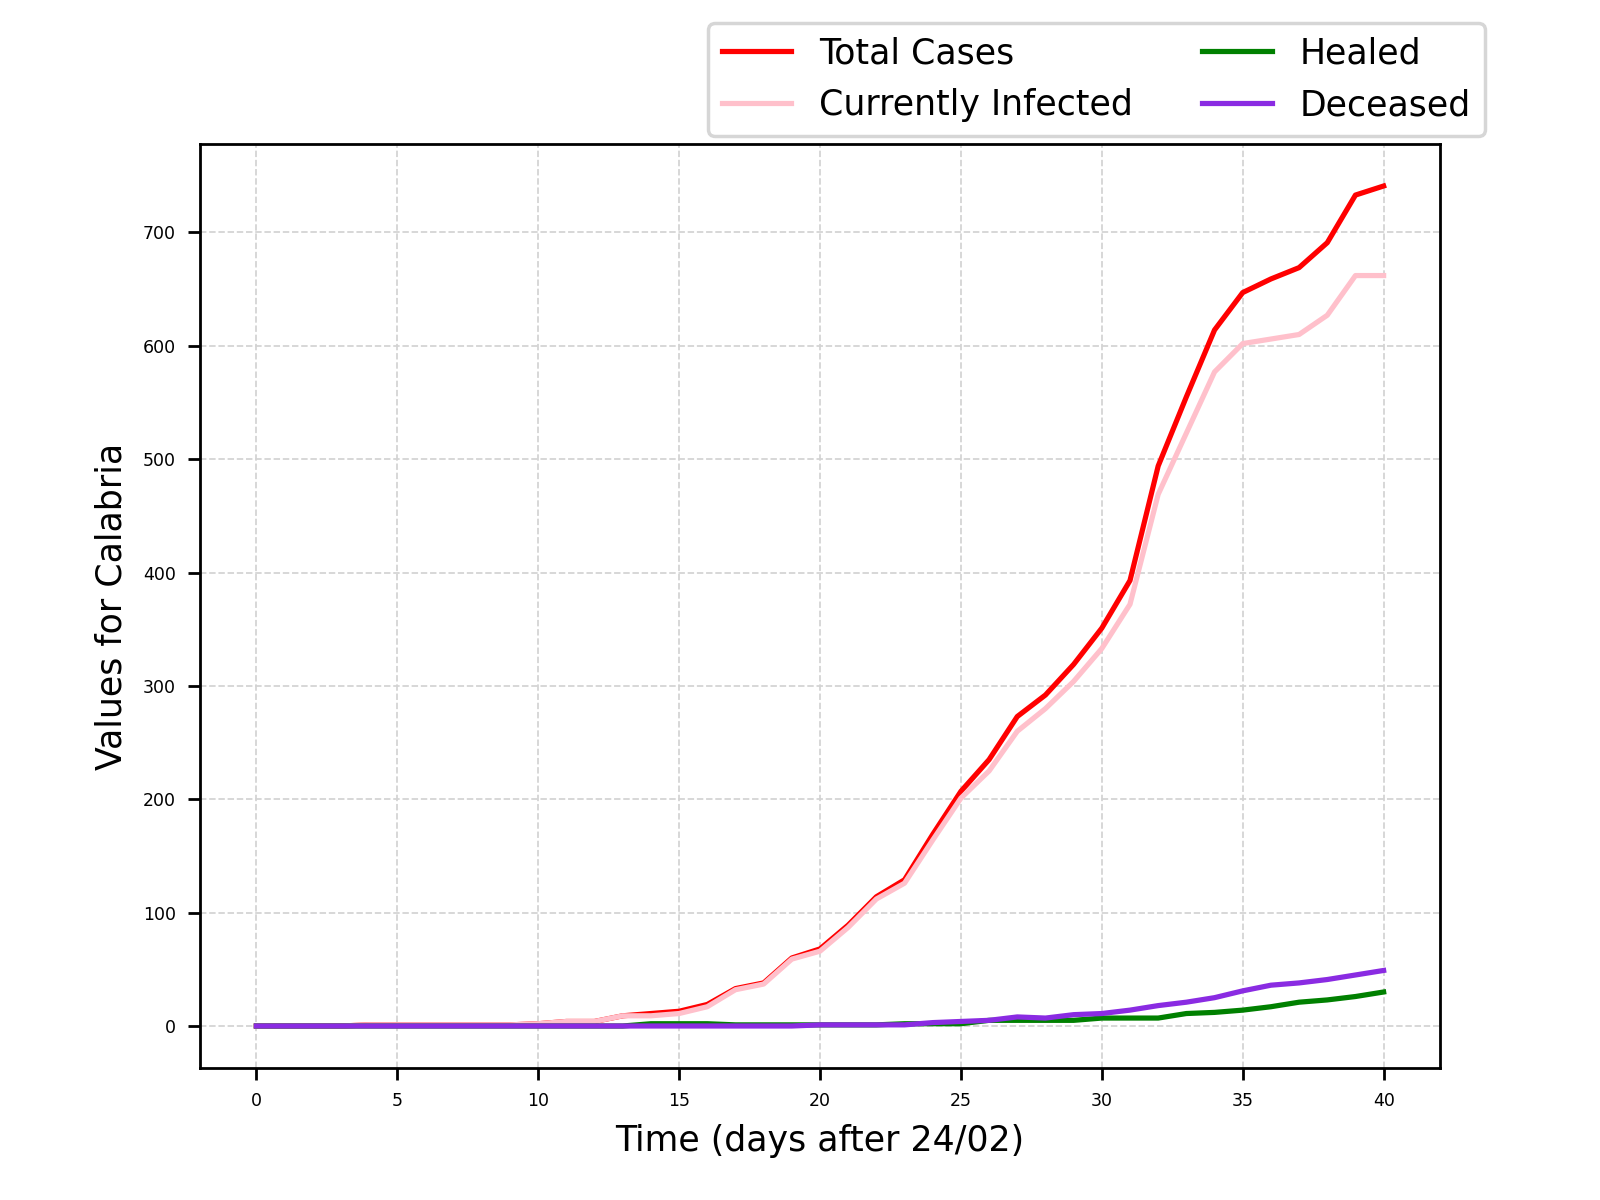 Total Cases
Currently Infected
Healed
Deceased
700
600
500
400
300
200
100
0
Values for Calabria
0 5 10 15 20 25 30 35 40
Time (days after 24/02)